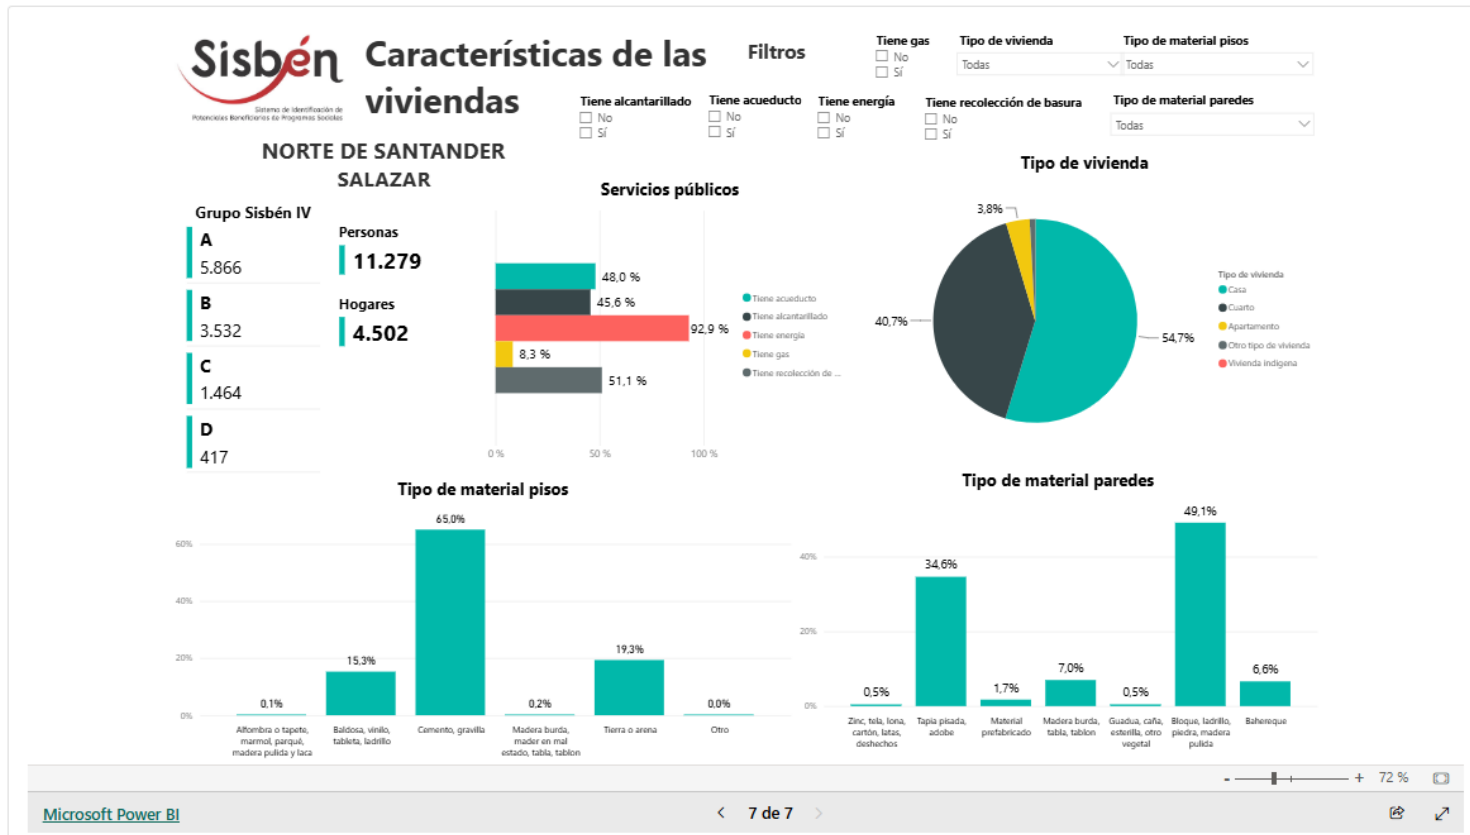 Sisbén
Sistema de Identificación de
Potenciales Beneficiarios de Programas Sociales
Características de las
viviendas
Filtros
Tiene gas
No
Sí
Tipo de vivienda
Todas
Tipo de material pisos
Todas
Tiene alcantarillado
No
Sí
Tiene acueducto
No
Sí
Tiene energía
No
Sí
Tiene recolección de basura
No
Sí
Tipo de material paredes
Todas
NORTE DE SANTANDER
SALAZAR
Grupo Sisbén IV
A
5.866
B
3.532
C
1.464
D
417
Personas
11.279
Hogares
4.502
Servicios públicos
48,0 %
45,6 %
92,9 %
8,3 %
51,1 %
0 %
50 %
100 %
Tiene acueducto
Tiene alcantarillado
Tiene energía
Tiene gas
Tiene recolección de ...
Tipo de vivienda
3,8%
40,7%
54,7%
Tipo de vivienda
Casa
Cuarto
Apartamento
Otro tipo de vivienda
Vivienda indígena
Tipo de material pisos
60%
40%
20%
0%
0,1%
15,3%
65,0%
0,2%
19,3%
0,0%
Alfombra o tapete,
marmol, parqué,
madera pulida y laca
Baldosa, vinilo,
tableta, ladrillo
Cemento, gravilla
Madera burda,
mader en mal
estado, tabla, tablon
Tierra o arena
Otro
Tipo de material paredes
40%
20%
0%
0,5%
34,6%
1,7%
7,0%
0,5%
49,1%
6,6%
Zinc, tela, lona,
cartón, latas,
deshechos
Tapia pisada,
adobe
Material
prefabricado
Madera burda,
tabla, tablon
Guadua, caña,
esterilla, otro
vegetal
Bloque, ladrillo,
piedra, madera
pulida
Bahereque
- + 72 %
Microsoft Power BI
7 de 7